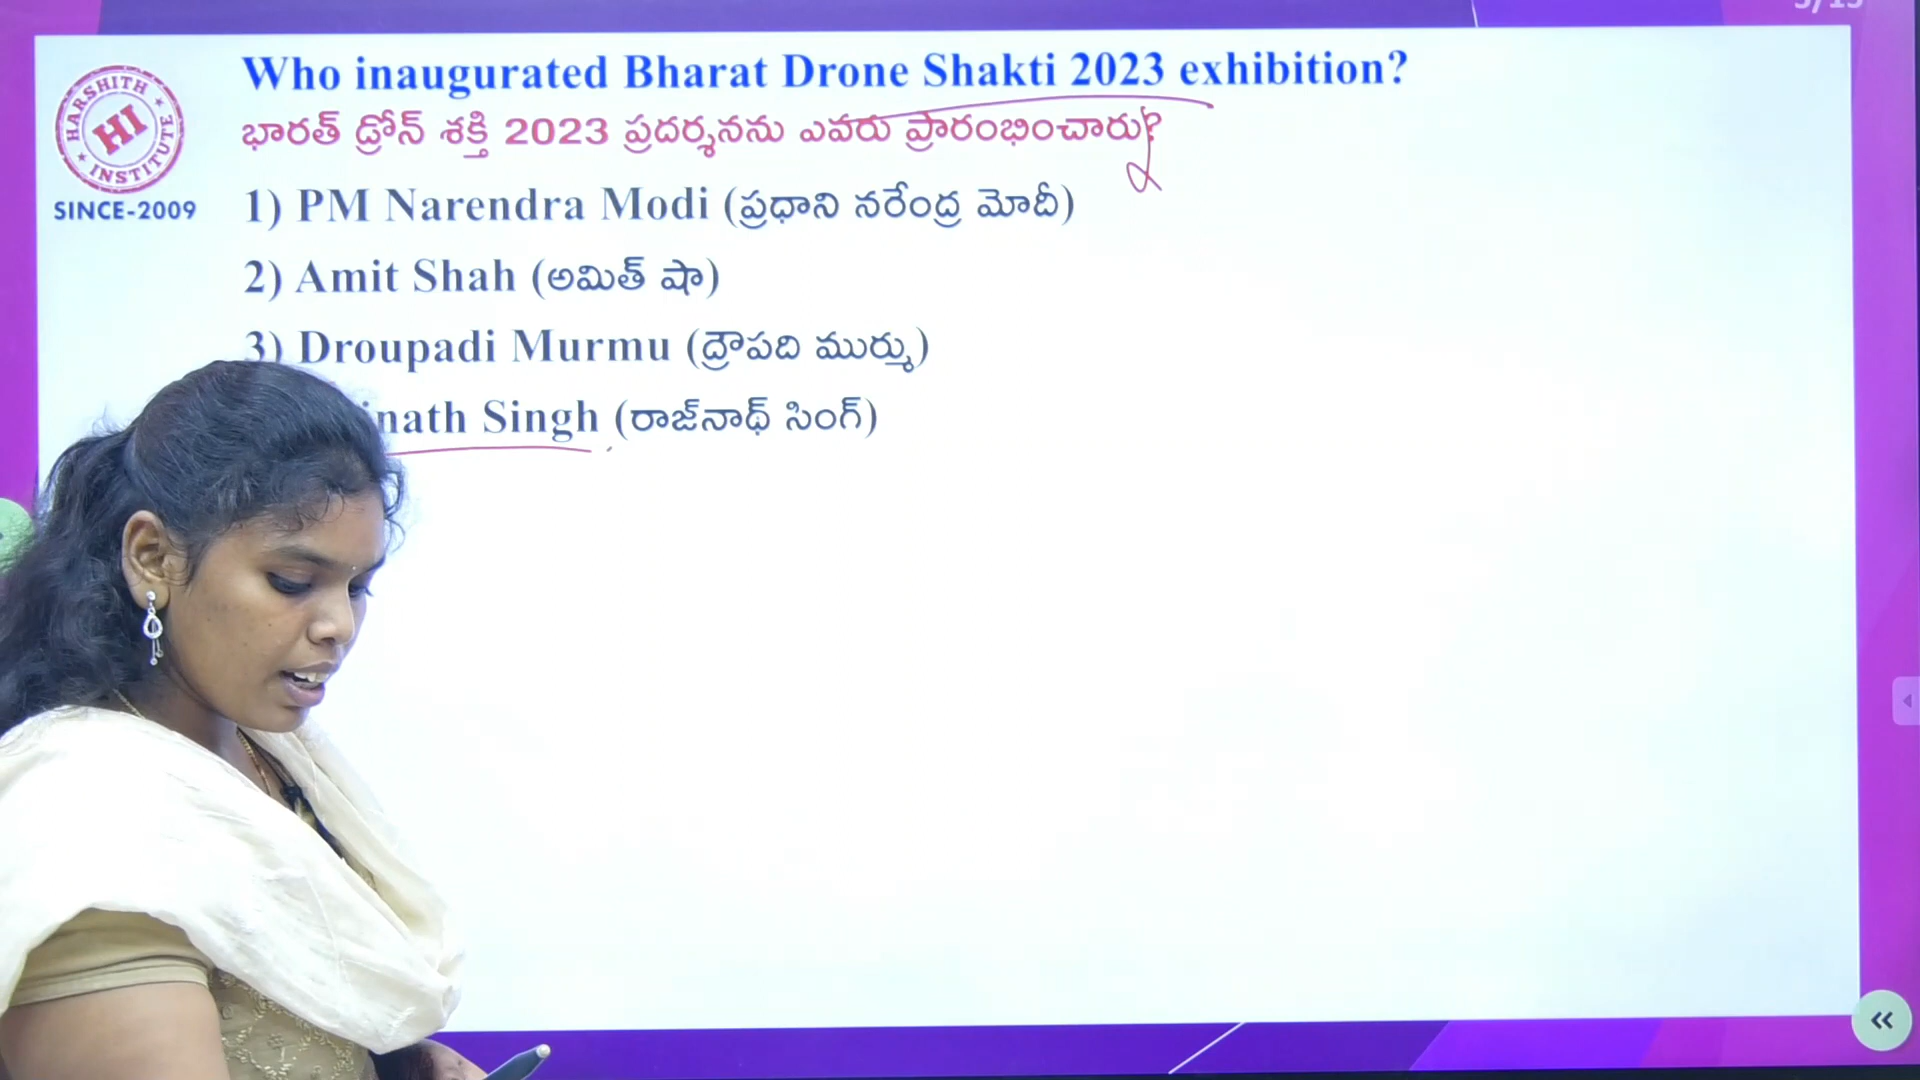 HARSHITH
HI
INSTITUTE
SINCE-2009
Who inaugurated Bharat Drone Shakti 2023 exhibition?
భారత్ డ్రోన్ శక్తి 2023 ప్రదర్శనను ఎవరు ప్రారంభించారు?
1) PM Narendra Modi (ప్రధాని నరేంద్ర మోదీ)
2) Amit Shah (అమిత్ షా)
3) Droupadi Murmu (ద్రౌపది ముర్ము)
Singh (రాజ్‌నాథ్ సింగ్)